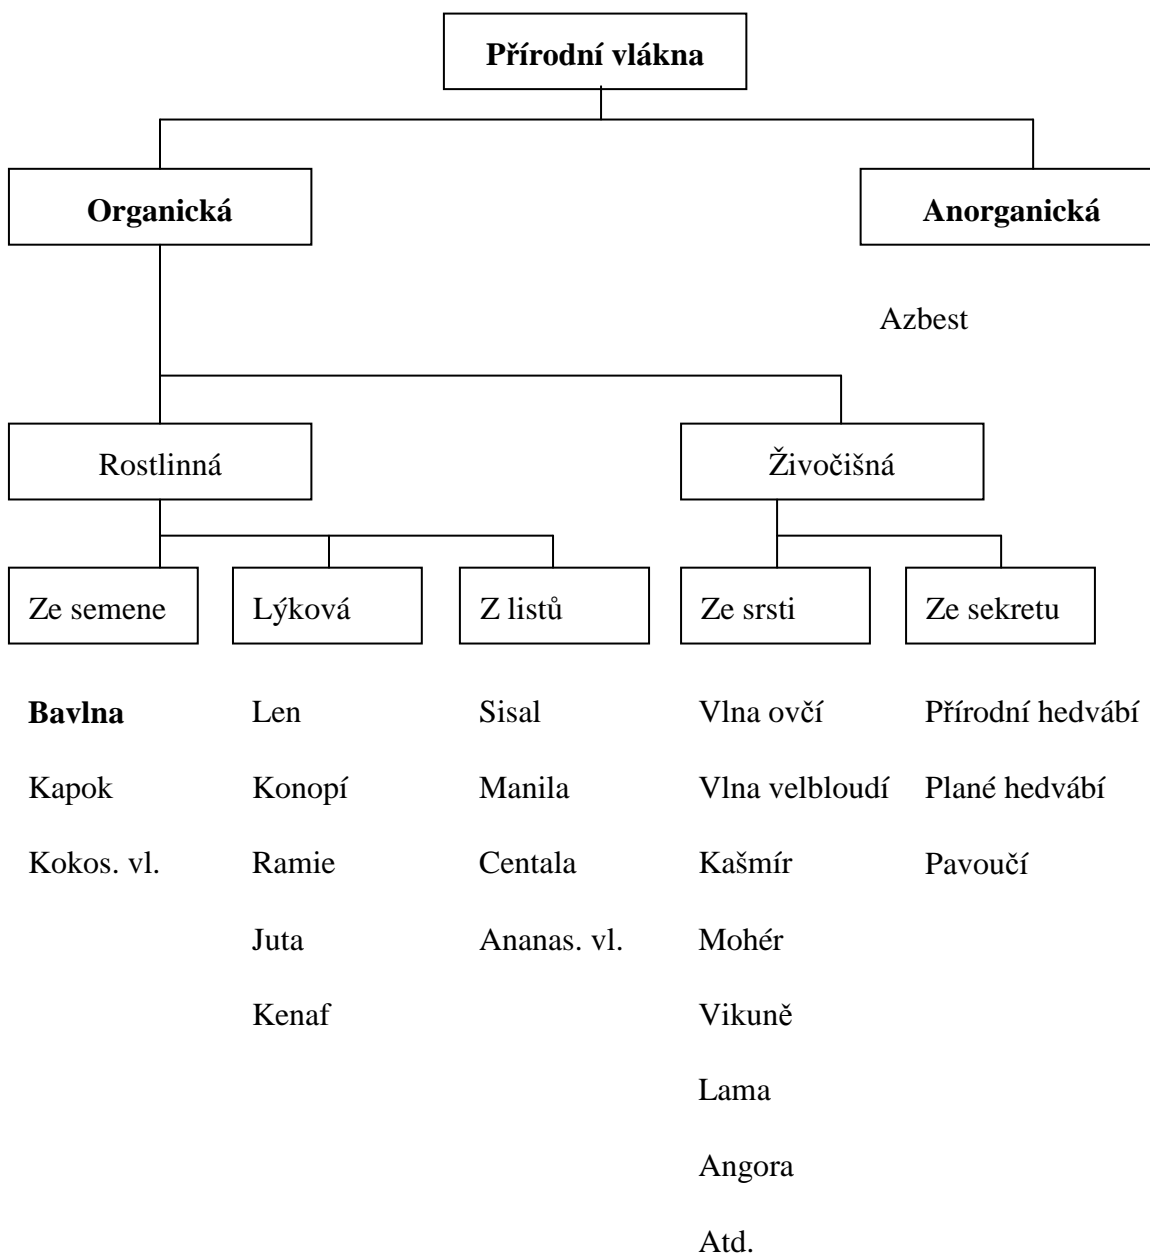 Přírodní vlákna
Organická
Anorganická
Azbest
Rostlinná
Živočišná
Ze semene
Lýková
Z listů
Ze srsti
Ze sekretu
Bavlna
Len
Sisal
Vlna ovčí
Přírodní hedvábí
Kapok
Konopí
Manila
Vlna velbloudí
Plané hedvábí
Kokos. vl.
Ramie
Centala
Kašmír
Pavoučí
Juta
Ananas. vl.
Mohér
Kenaf
Vikuně
Lama
Angora
Atd.